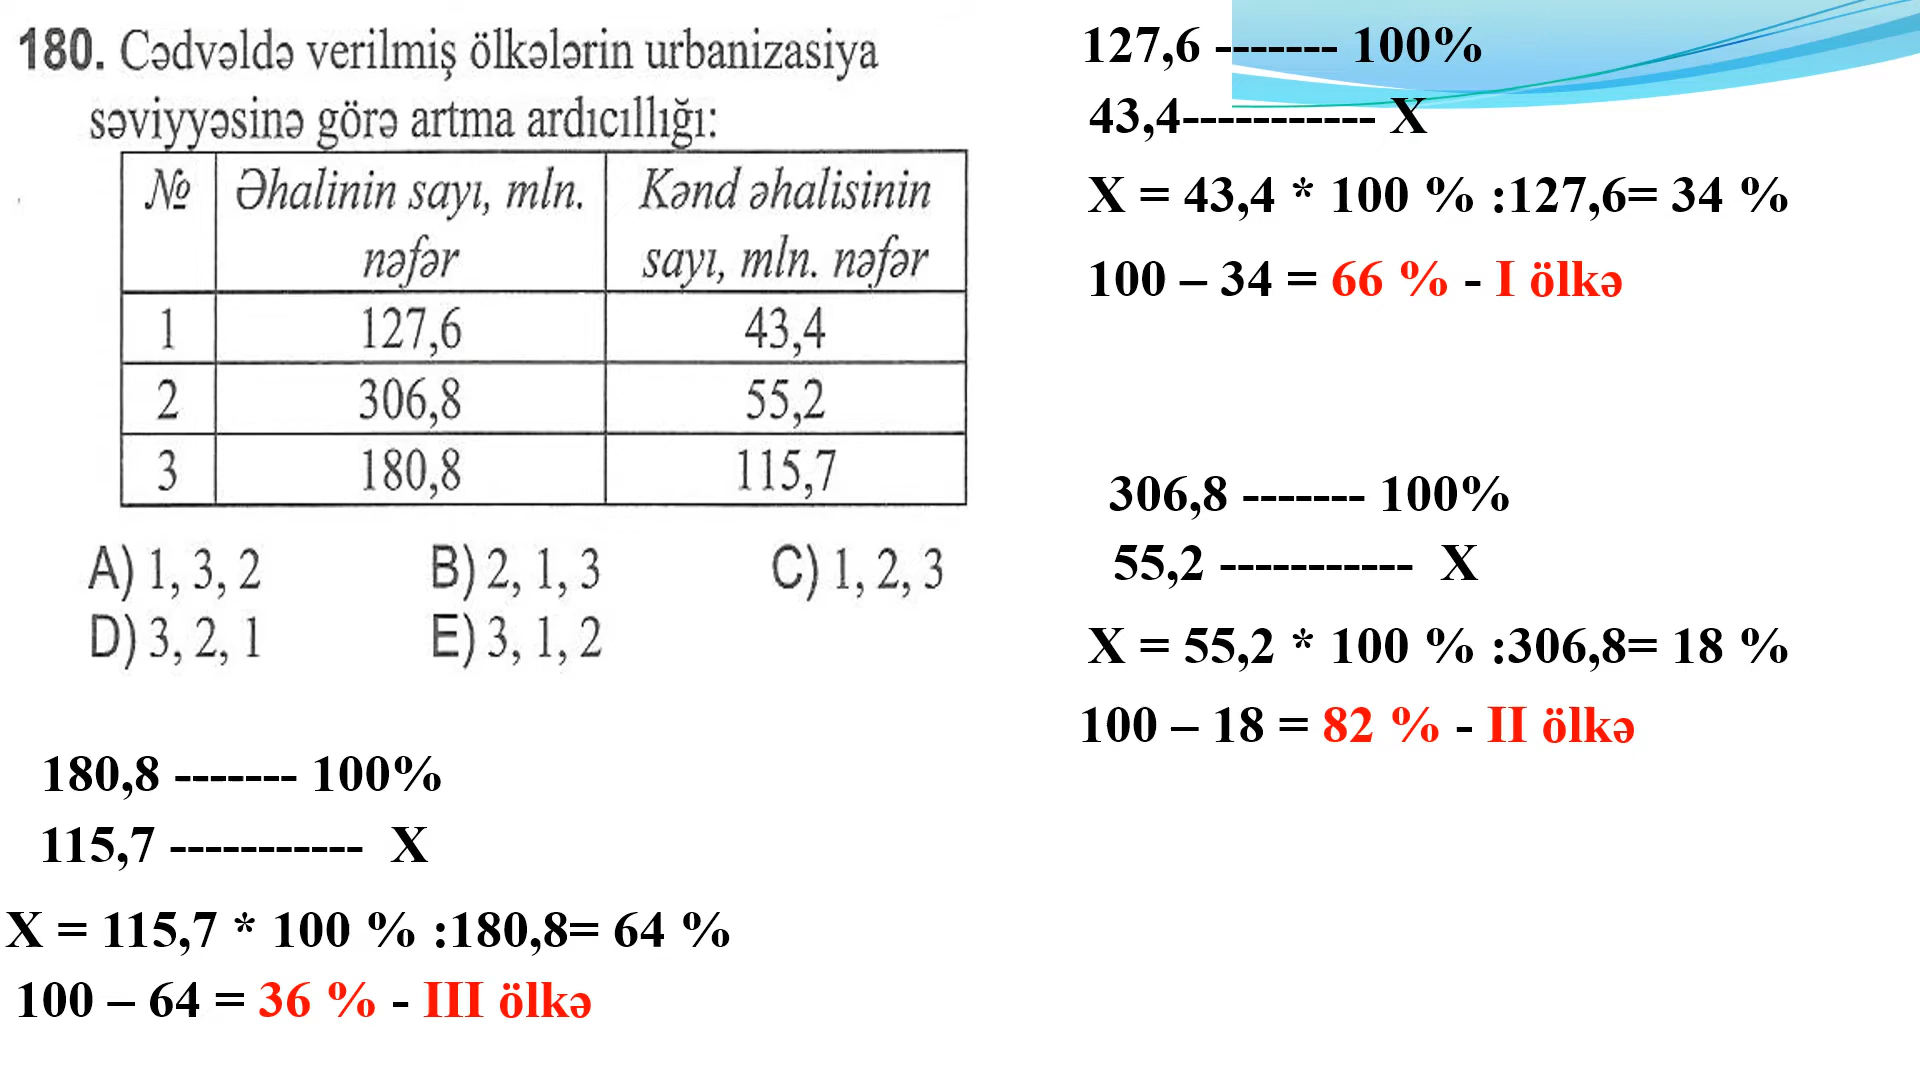 180. Cədvəldə verilmiş ölkələrin urbanizasiya
səviyyəsinə görə artma ardıcıllığı:
№ Əhalinin sayı, mln. nəfər Kənd əhalisinin sayı, mln. nəfər
1 127,6 43,4
2 306,8 55,2
3 180,8 115,7
A) 1, 3, 2 B) 2, 1, 3 C) 1, 2, 3
D) 3, 2, 1 E) 3, 1, 2
127,6 ------- 100%
43,4----------- X
X = 43,4 * 100 % :127,6= 34 %
100 – 34 = 66 % - I ölkə
306,8 ------- 100%
55,2 ----------- X
X = 55,2 * 100 % :306,8= 18 %
100 – 18 = 82 % - II ölkə
180,8 ------- 100%
115,7 ----------- X
X = 115,7 * 100 % :180,8= 64 %
100 – 64 = 36 % - III ölkə